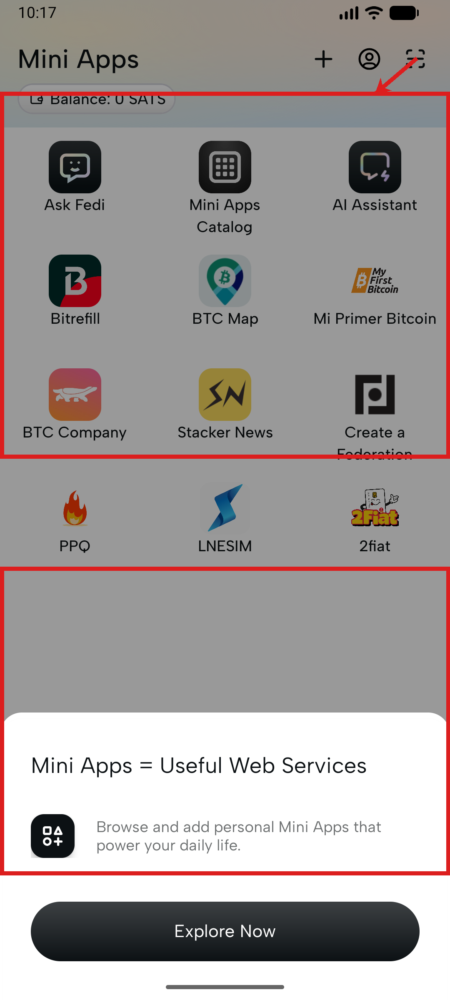 10:17
Mini Apps
Balance: 0 SATS
Ask Fedi
Mini Apps
Catalog
AI Assistant
B
Bitrefill
BTC Map
My
First
Bitcoin
Mi Primer Bitcoin
BTC Company
SN
Stacker News
Create a
Federation
PPQ
LNESIM
2Fiat
2fiat
Mini Apps = Useful Web Services
Browse and add personal Mini Apps that
power your daily life.
Explore Now